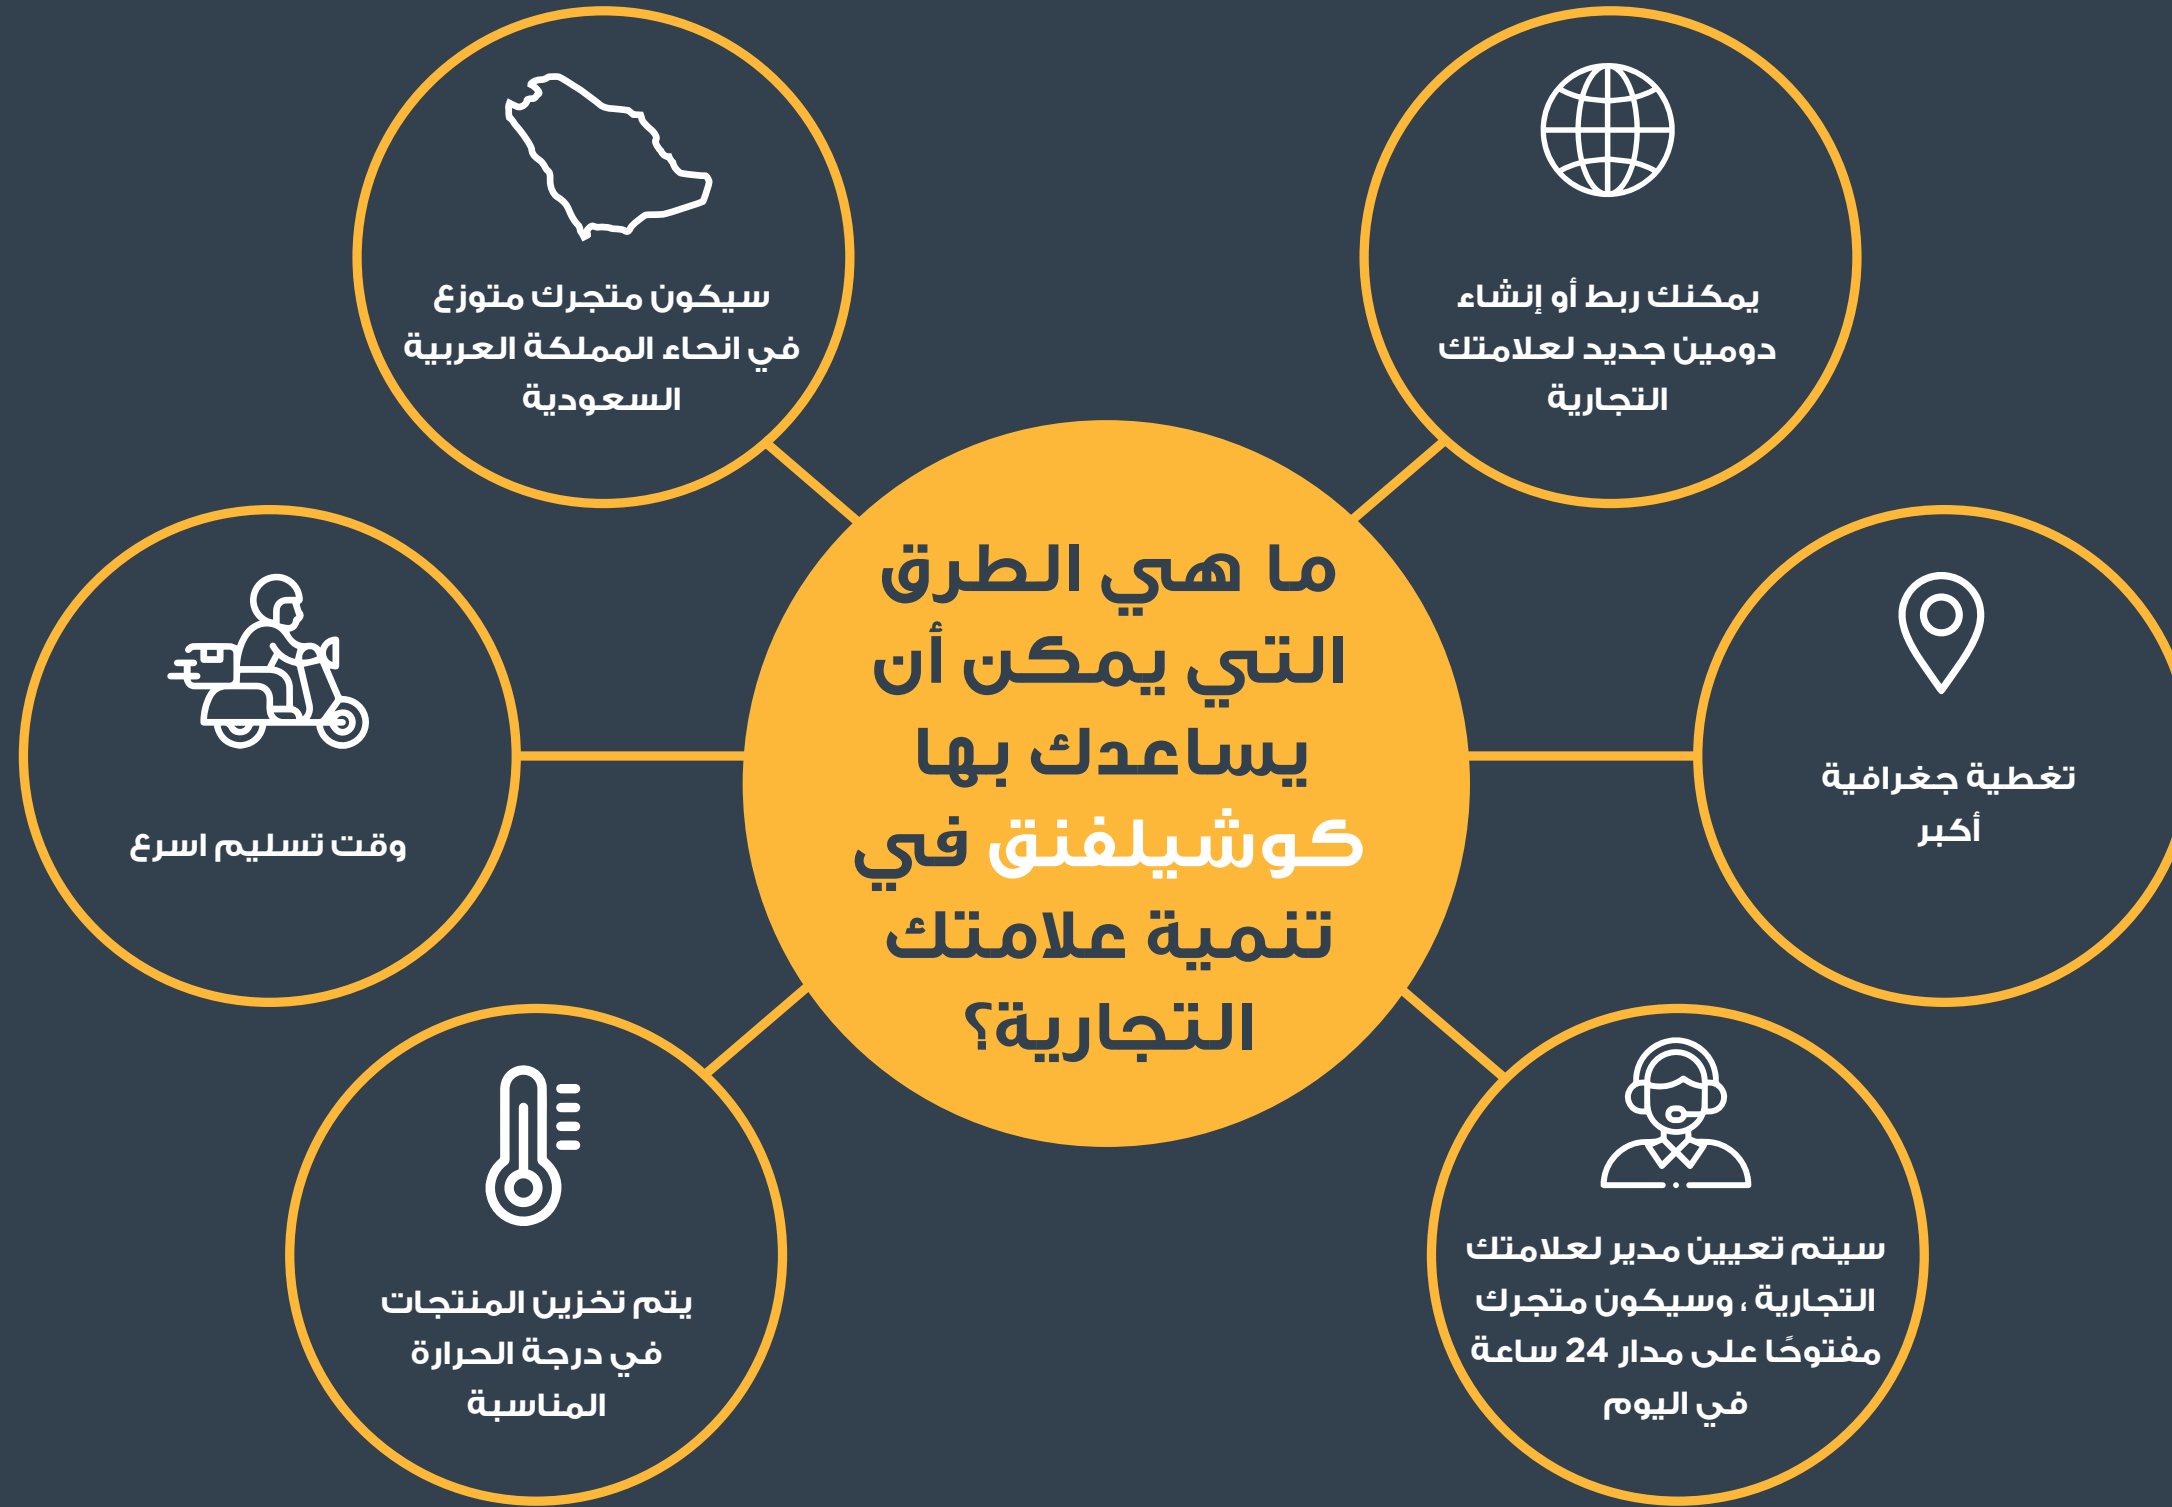 ما هي الطرق
التي يمكن أن
يساعدك بها
كوشيلفنق في
تنمية علامتك
التجارية؟
يمكنك ربط أو إنشاء
دومين جديد لعلامتك
التجارية
تغطية جغرافية
أكبر
سيتم تعيين مدير لعلامتك
التجارية ، وسيكون متجرك
مفتوحًا على مدار 24 ساعة
في اليوم
سيكون متجرك متوزع
في انحاء المملكة العربية
السعودية
وقت تسليم اسرع
يتم تخزين المنتجات
في درجة الحرارة
المناسبة